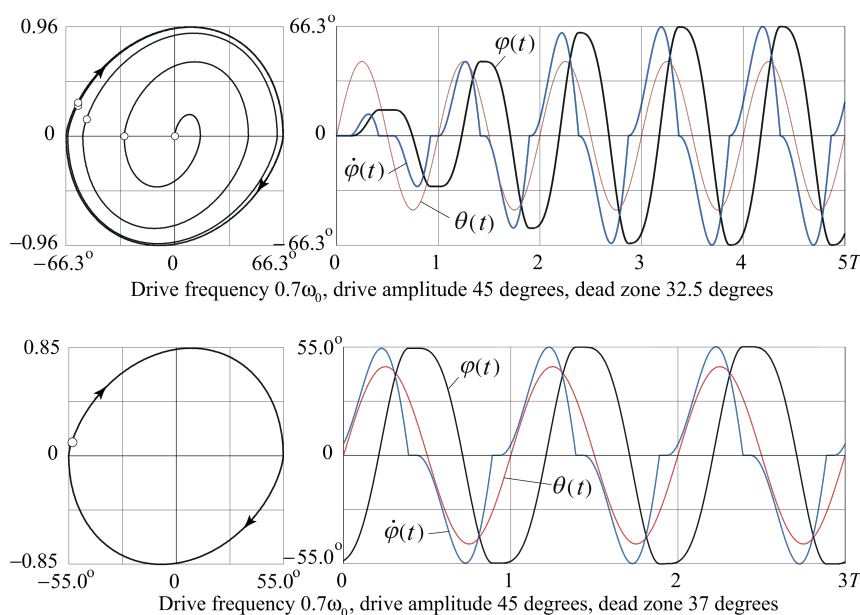 0.96
66.3°
φ(t)
0
0
φ̇(t)
θ(t)
−0.96
−66.3°
−66.3°
0
66.3°
0
1
2
3
4
5T
Drive frequency 0.7ω₀, drive amplitude 45 degrees, dead zone 32.5 degrees
0.85
55.0°
φ(t)
0
0
θ(t)
φ̇(t)
−0.85
−55.0°
−55.0°
0
55.0°
0
1
2
3T
Drive frequency 0.7ω₀, drive amplitude 45 degrees, dead zone 37 degrees